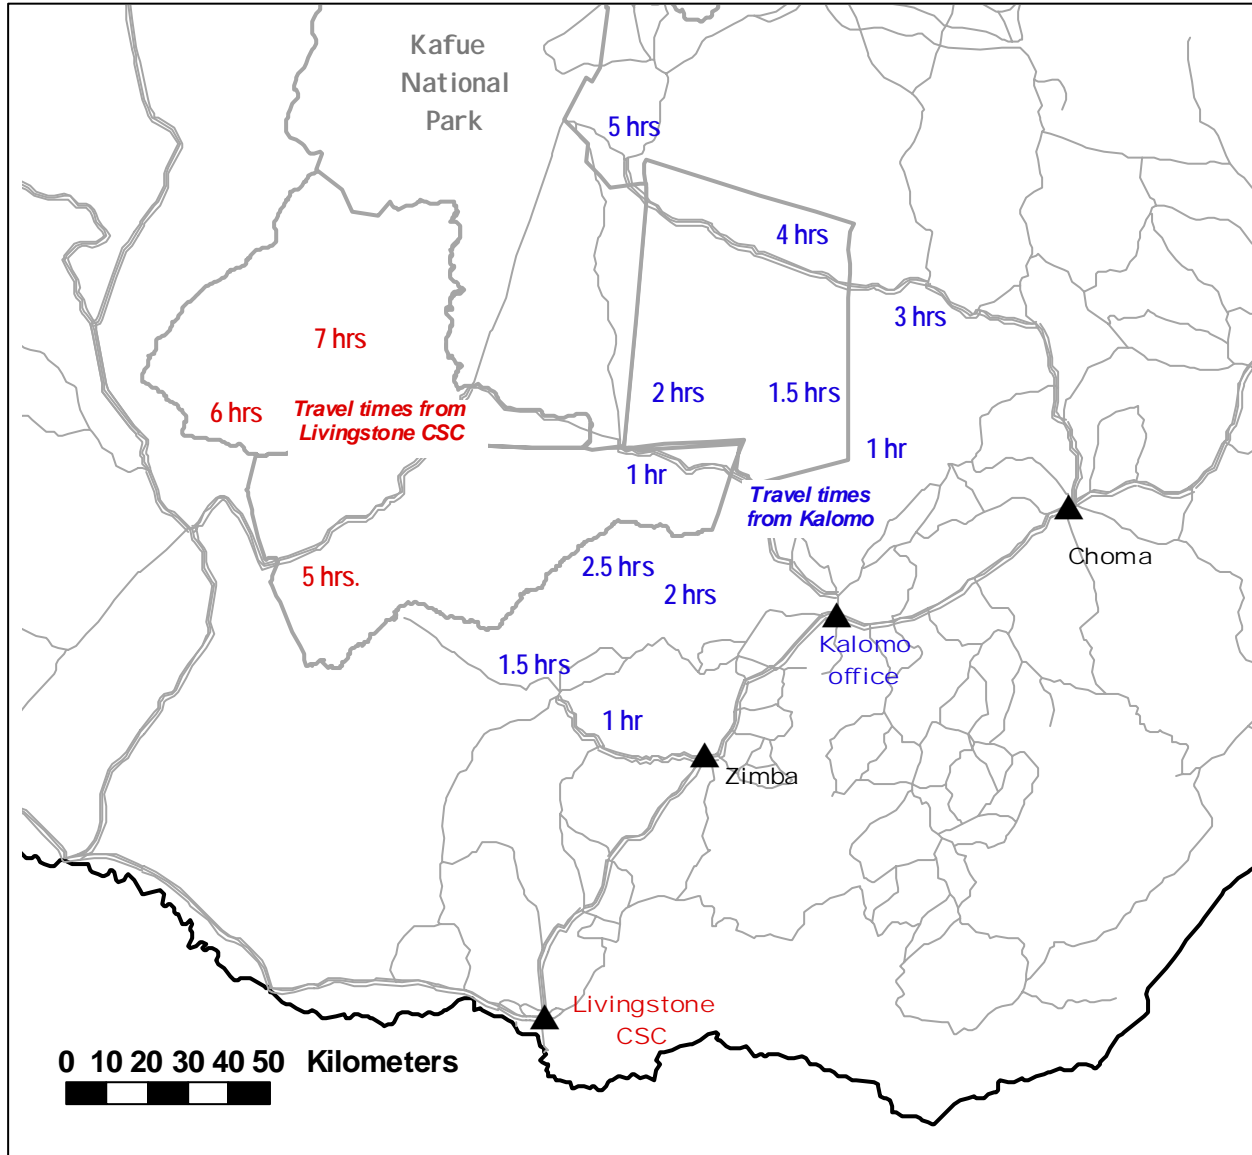 Kafue
National
Park
5 hrs
4 hrs
3 hrs
7 hrs
2 hrs
1.5 hrs
6 hrs
Travel times from
Livingstone CSC
1 hr
1 hr
Travel times
from Kalomo
Choma
2.5 hrs
5 hrs.
2 hrs
Kalomo
office
1.5 hrs
1 hr
Zimba
Livingstone
CSC
0 10 20 30 40 50 Kilometers